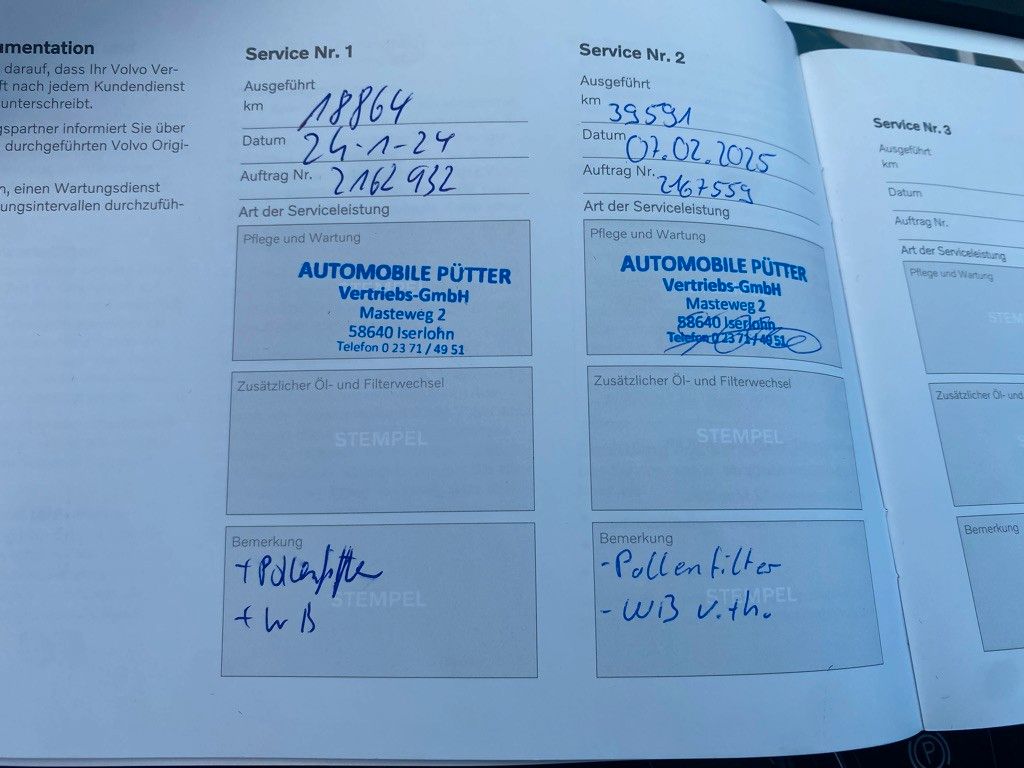 umentation
darauf, dass Ihr Volvo Ver-
ft nach jedem Kundendienst
unterschreibt.
gspartner informiert Sie über
durchgeführten Volvo Origi-
n, einen Wartungsdienst
ungsintervallen durchzufüh-
Service Nr. 1
Ausgeführt
km 18864
Datum 24-1-24
Auftrag Nr. 2162 932
Art der Serviceleistung
Pflege und Wartung
AUTOMOBILE PÜTTER
Vertriebs-GmbH
Masteweg 2
58640 Iserlohn
Telefon 0 23 71 / 49 51
Zusätzlicher Öl- und Filterwechsel
STEMPEL
Bemerkung
+ Pollenfilter
STEMPEL
+ W B
Service Nr. 2
Ausgeführt
km 39591
Datum 07.02.2025
Auftrag Nr. 2167559
Art der Serviceleistung
Pflege und Wartung
AUTOMOBILE PÜTTER
Vertriebs-GmbH
Masteweg 2
58640 Iserlohn
Telefon 0 23 71 / 49 51
Zusätzlicher Öl- und Filterwechsel
STEMPEL
Bemerkung
- Pollenfilter
STEMPEL
- WB v.th.
Service Nr. 3
Ausgeführt
km
Datum
Auftrag Nr.
Art der Serviceleistung
Pflege und Wartung
STEM
Zusätzlicher Öl- und
STEM
Bemerkung
P